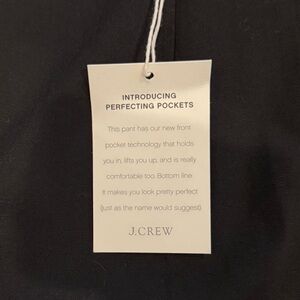 INTRODUCING
PERFECTING POCKETS
This pant has our new front
pocket technology that holds
you in, lifts you up, and is really
comfortable too. Bottom line:
it makes you look pretty perfect
(just as the name would suggest).
J.CREW